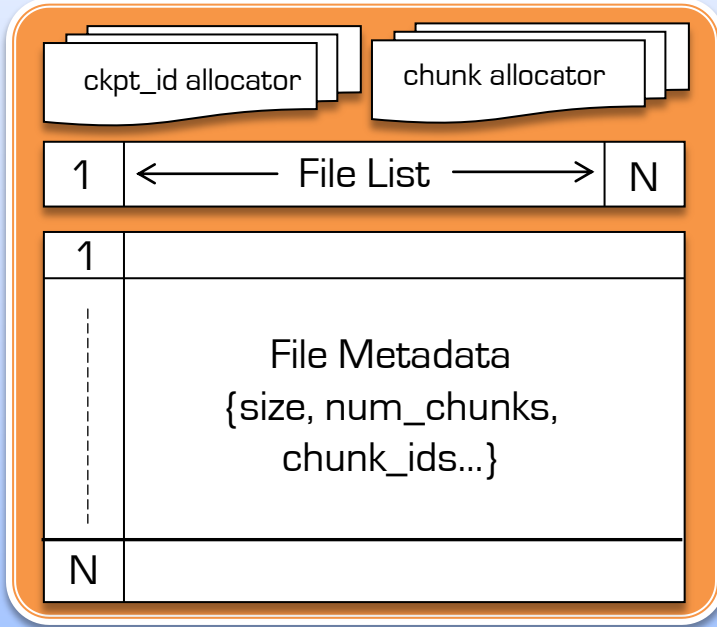 ckpt_id allocator
chunk allocator
1 File List N
1
File Metadata
{size, num_chunks,
chunk_ids...}
N